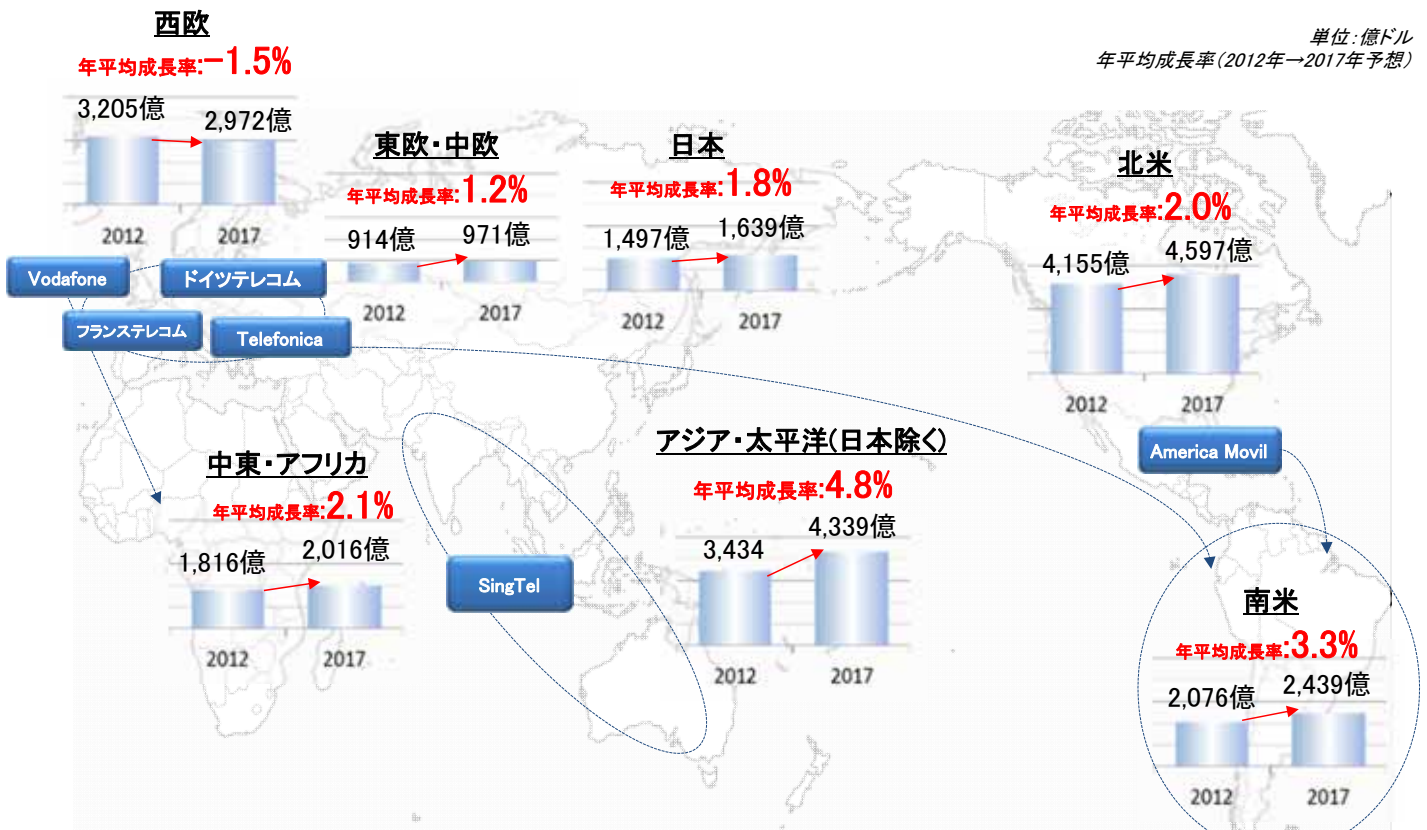 単位:億ドル
年平均成長率(2012年→2017年予想)
西欧
年平均成長率:−1.5%
3,205億
2,972億
2012
2017
東欧・中欧
年平均成長率:1.2%
914億
971億
2012
2017
日本
年平均成長率:1.8%
1,497億
1,639億
2012
2017
北米
年平均成長率:2.0%
4,155億
4,597億
2012
2017
Vodafone
ドイツテレコム
フランステレコム
Telefonica
America Movil
中東・アフリカ
年平均成長率:2.1%
1,816億
2,016億
2012
2017
SingTel
アジア・太平洋(日本除く)
年平均成長率:4.8%
3,434
4,339億
2012
2017
南米
年平均成長率:3.3%
2,076億
2,439億
2012
2017